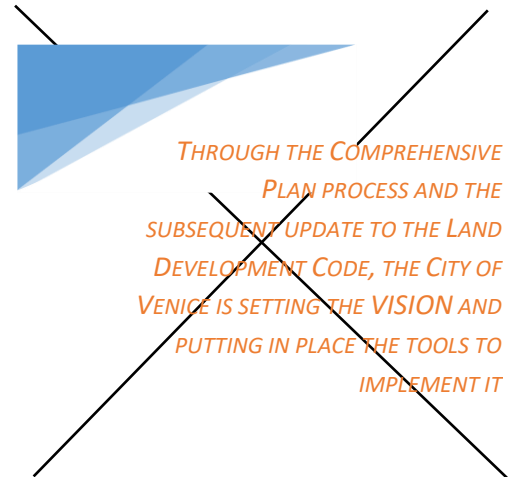 THROUGH THE COMPREHENSIVE
PLAN PROCESS AND THE
SUBSEQUENT UPDATE TO THE LAND
DEVELOPMENT CODE, THE CITY OF
VENICE IS SETTING THE VISION AND
PUTTING IN PLACE THE TOOLS TO
IMPLEMENT IT